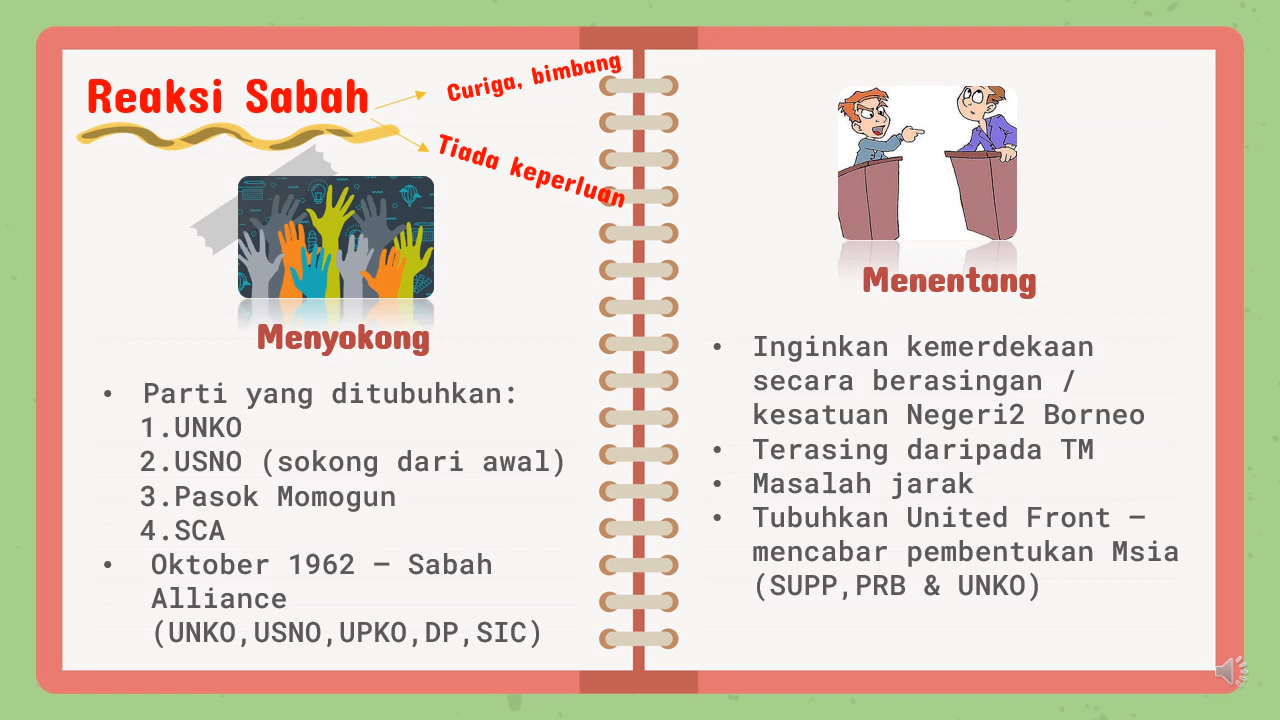 Reaksi Sabah
Curiga, bimbang
Tiada keperluan
Menyokong
• Parti yang ditubuhkan:
1.UNKO
2.USNO (sokong dari awal)
3.Pasok Momogun
4.SCA
• Oktober 1962 – Sabah
Alliance
(UNKO,USNO,UPKO,DP,SIC)
Menentang
• Inginkan kemerdekaan
secara berasingan /
kesatuan Negeri2 Borneo
• Terasing daripada TM
• Masalah jarak
• Tubuhkan United Front –
mencabar pembentukan Msia
(SUPP,PRB & UNKO)